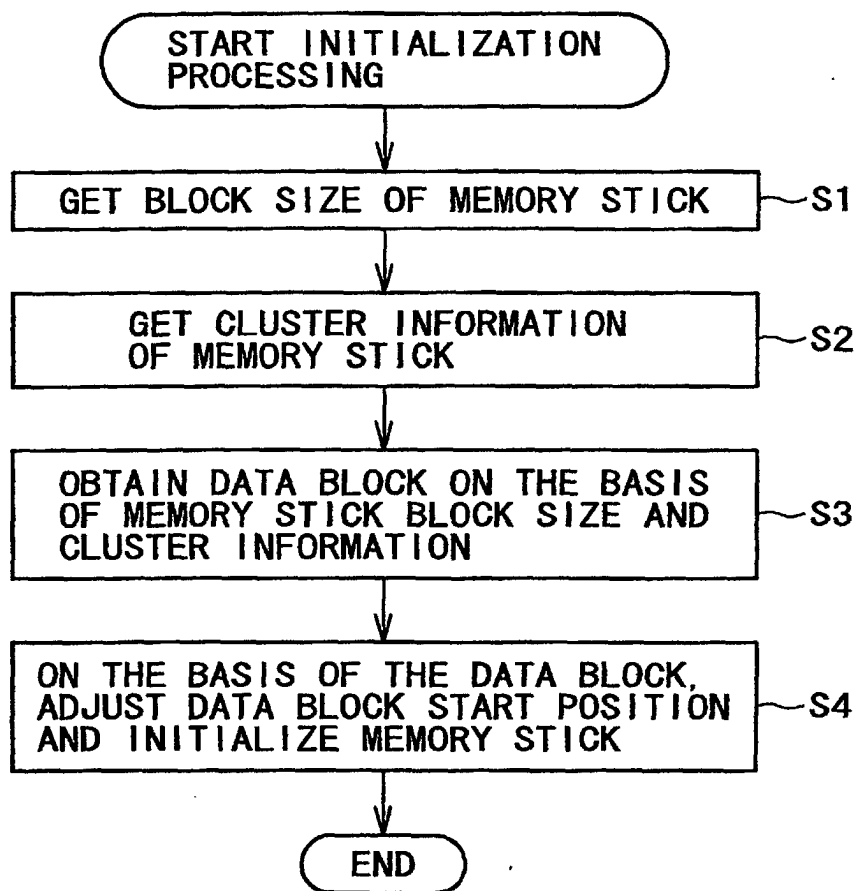 START INITIALIZATION
PROCESSING
GET BLOCK SIZE OF MEMORY STICK
S1
GET CLUSTER INFORMATION
OF MEMORY STICK
S2
OBTAIN DATA BLOCK ON THE BASIS
OF MEMORY STICK BLOCK SIZE AND
CLUSTER INFORMATION
S3
ON THE BASIS OF THE DATA BLOCK,
ADJUST DATA BLOCK START POSITION
AND INITIALIZE MEMORY STICK
S4
END